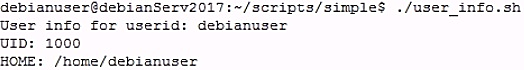 debianuser@debianServ2017:~/scripts/simple$ ./user_info.sh
User info for userid: debianuser
UID: 1000
HOME: /home/debianuser